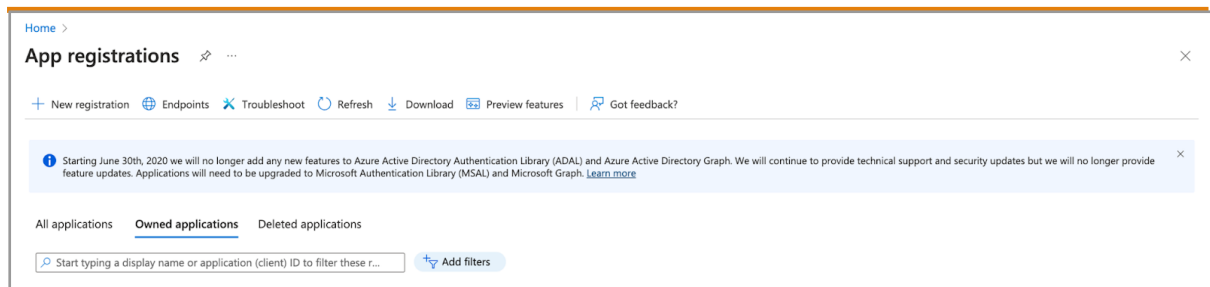 Home >
App registrations ...
New registration Endpoints Troubleshoot Refresh Download Preview features Got feedback?
Starting June 30th, 2020 we will no longer add any new features to Azure Active Directory Authentication Library (ADAL) and Azure Active Directory Graph. We will continue to provide technical support and security updates but we will no longer provide
feature updates. Applications will need to be upgraded to Microsoft Authentication Library (MSAL) and Microsoft Graph. Learn more
All applications Owned applications Deleted applications
Start typing a display name or application (client) ID to filter these r... Add filters